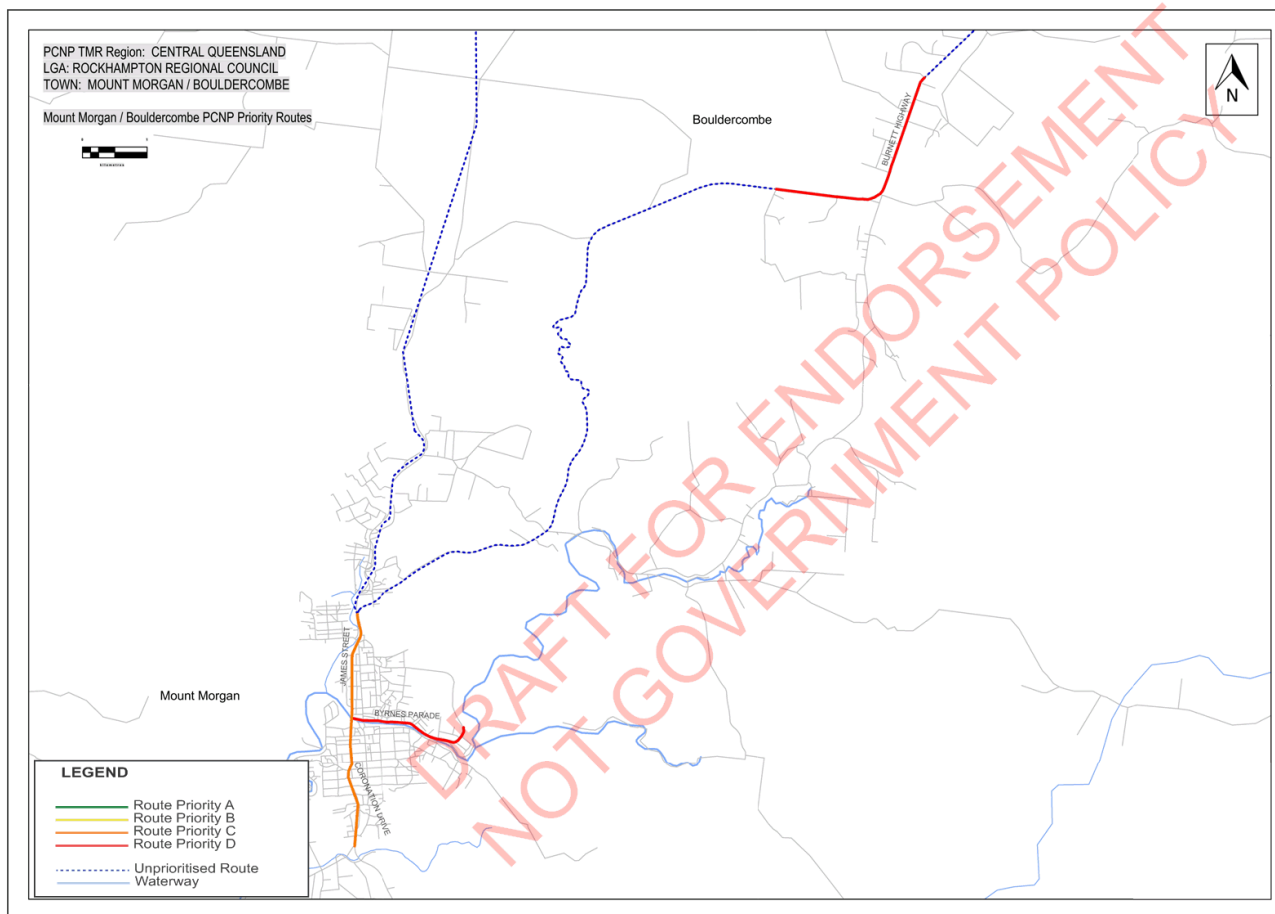 PCNP TMR Region: CENTRAL QUEENSLAND
LGA: ROCKHAMPTON REGIONAL COUNCIL
TOWN: MOUNT MORGAN / BOULDERCOMBE
Mount Morgan / Bouldercombe PCNP Priority Routes
N
Bouldercombe
BURNETT HIGHWAY
DRAFT FOR ENDORSEMENT
NOT GOVERNMENT POLICY
JAMES STREET
Mount Morgan
BYRNES PARADE
CORONATION DRIVE
LEGEND
Route Priority A
Route Priority B
Route Priority C
Route Priority D
Unprioritised Route
Waterway